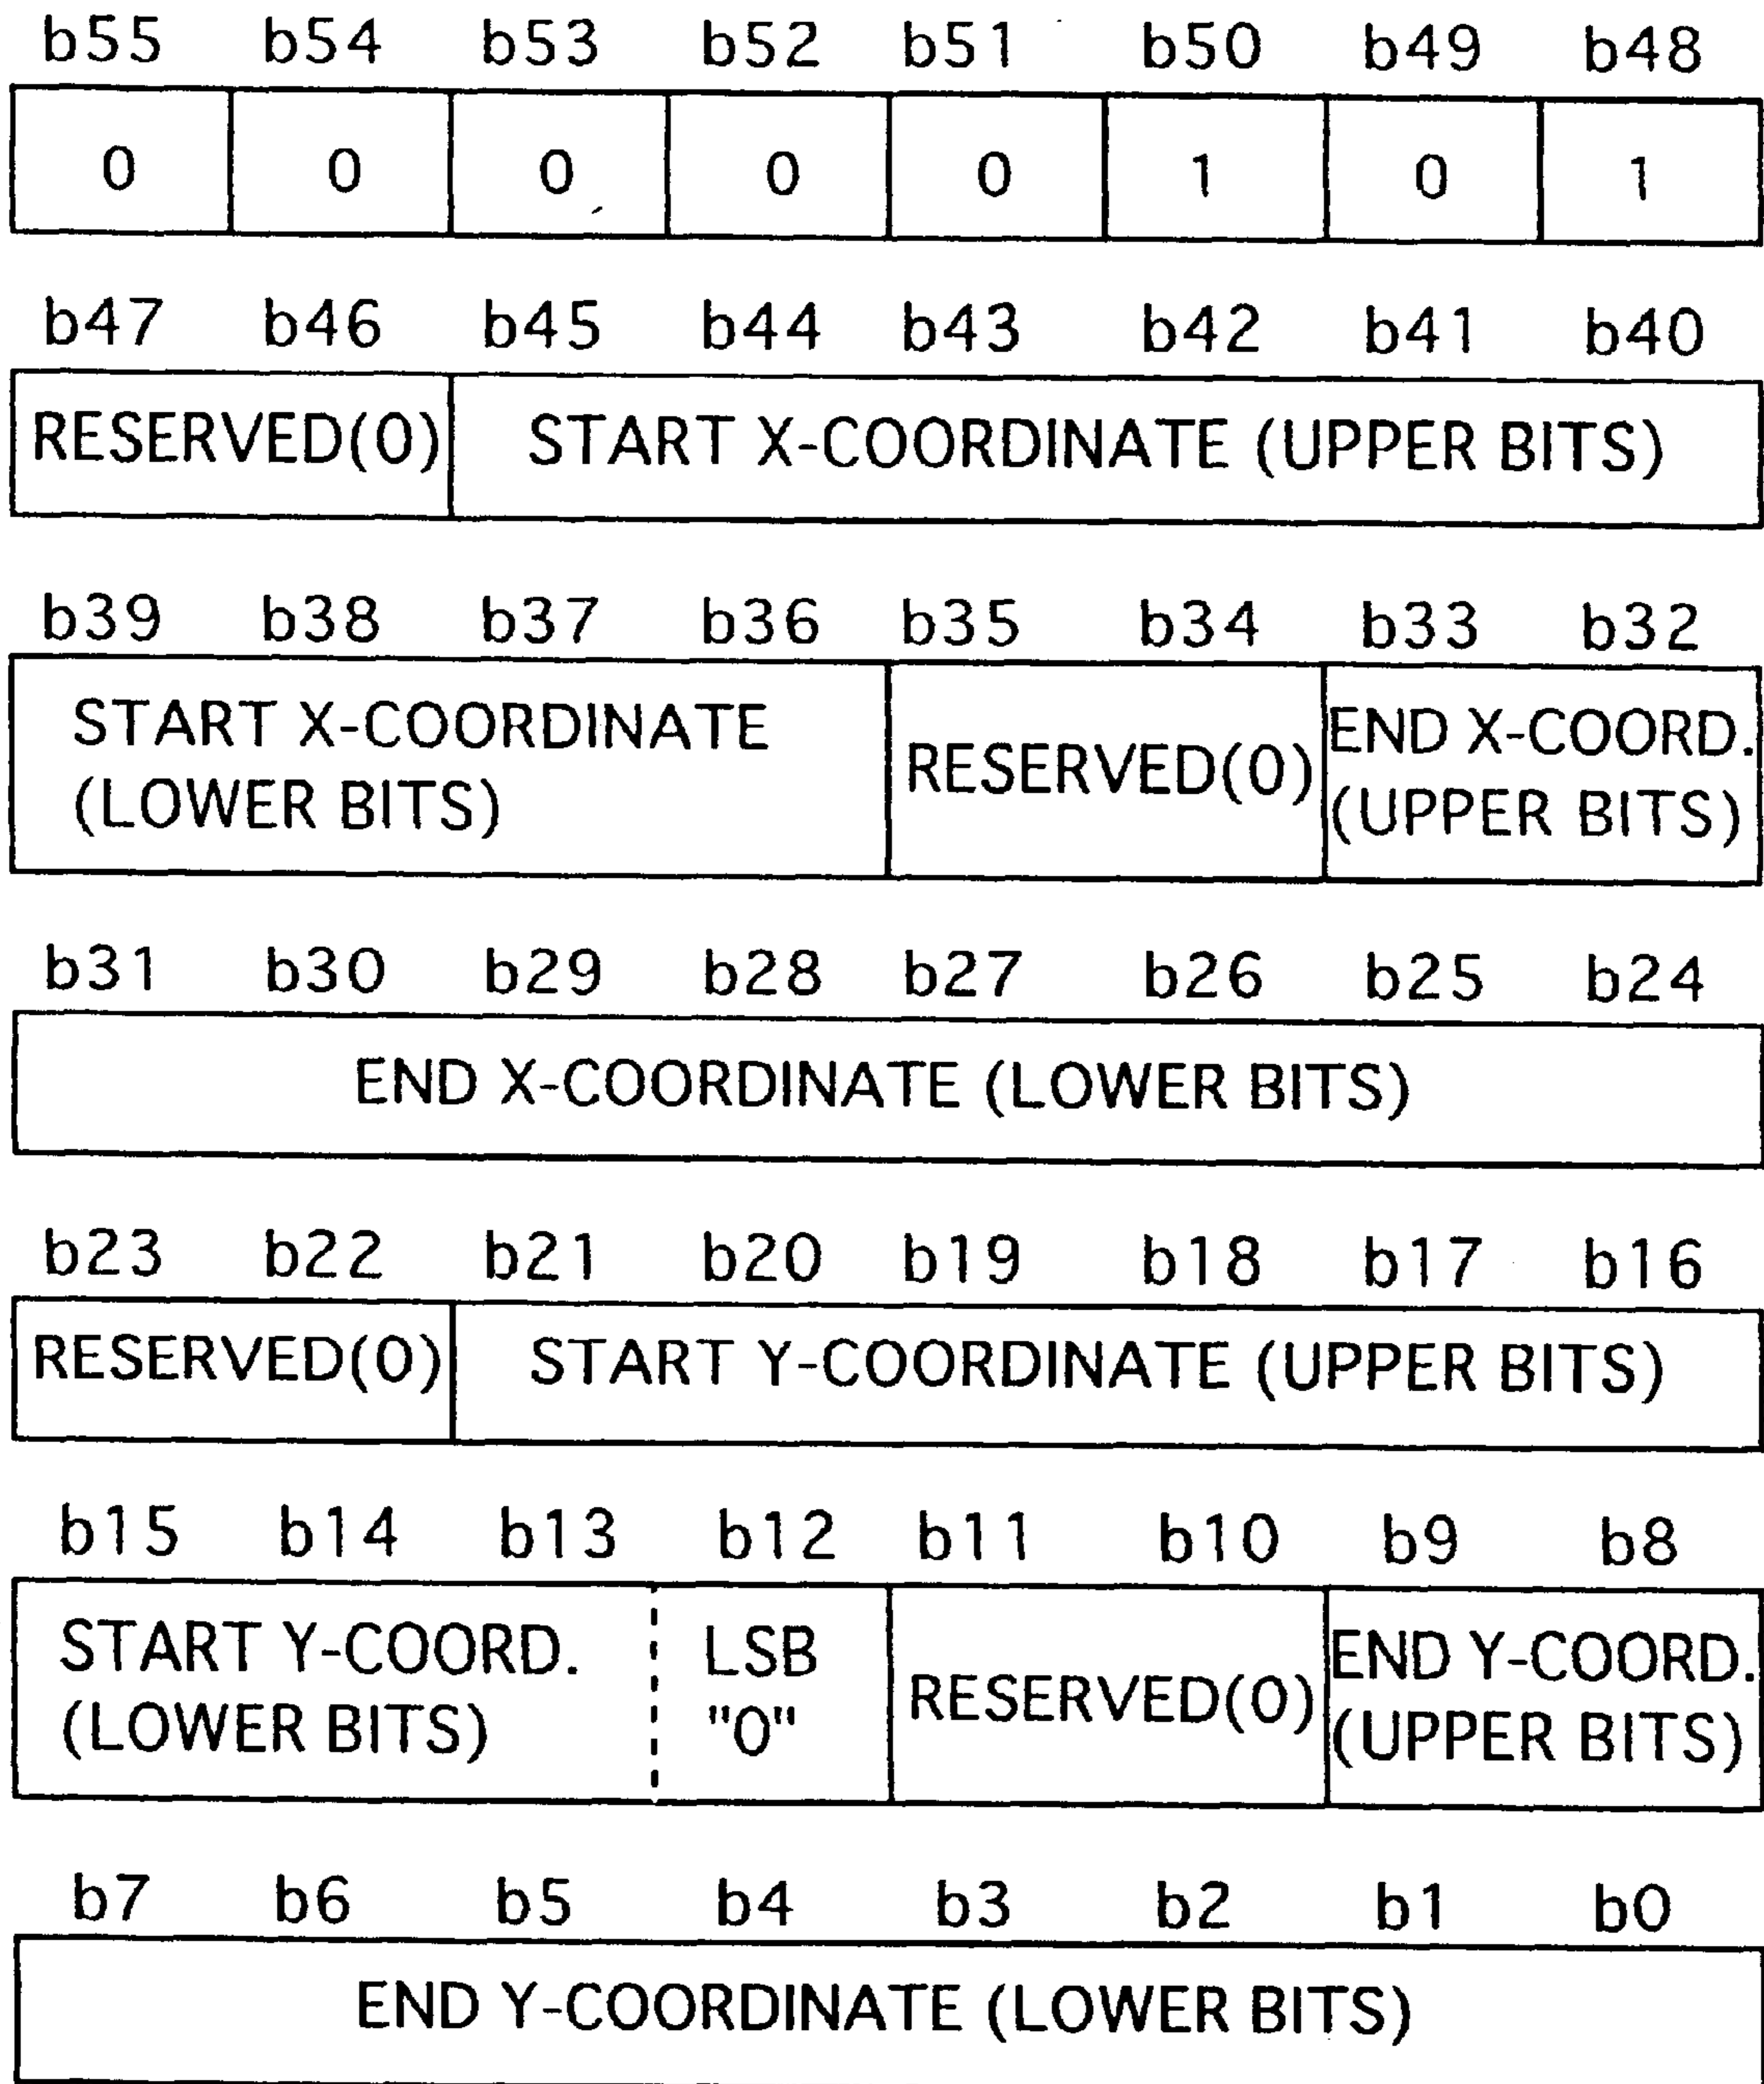 b55 b54 b53 b52 b51 b50 b49 b48
0 0 0 0 0 1 0 1
b47 b46 b45 b44 b43 b42 b41 b40
RESERVED(0) START X-COORDINATE (UPPER BITS)
b39 b38 b37 b36 b35 b34 b33 b32
START X-COORDINATE
(LOWER BITS)
RESERVED(0)
END X-COORD.
(UPPER BITS)
b31 b30 b29 b28 b27 b26 b25 b24
END X-COORDINATE (LOWER BITS)
b23 b22 b21 b20 b19 b18 b17 b16
RESERVED(0) START Y-COORDINATE (UPPER BITS)
b15 b14 b13 b12 b11 b10 b9 b8
START Y-COORD.
(LOWER BITS)
LSB
"0"
RESERVED(0)
END Y-COORD.
(UPPER BITS)
b7 b6 b5 b4 b3 b2 b1 b0
END Y-COORDINATE (LOWER BITS)